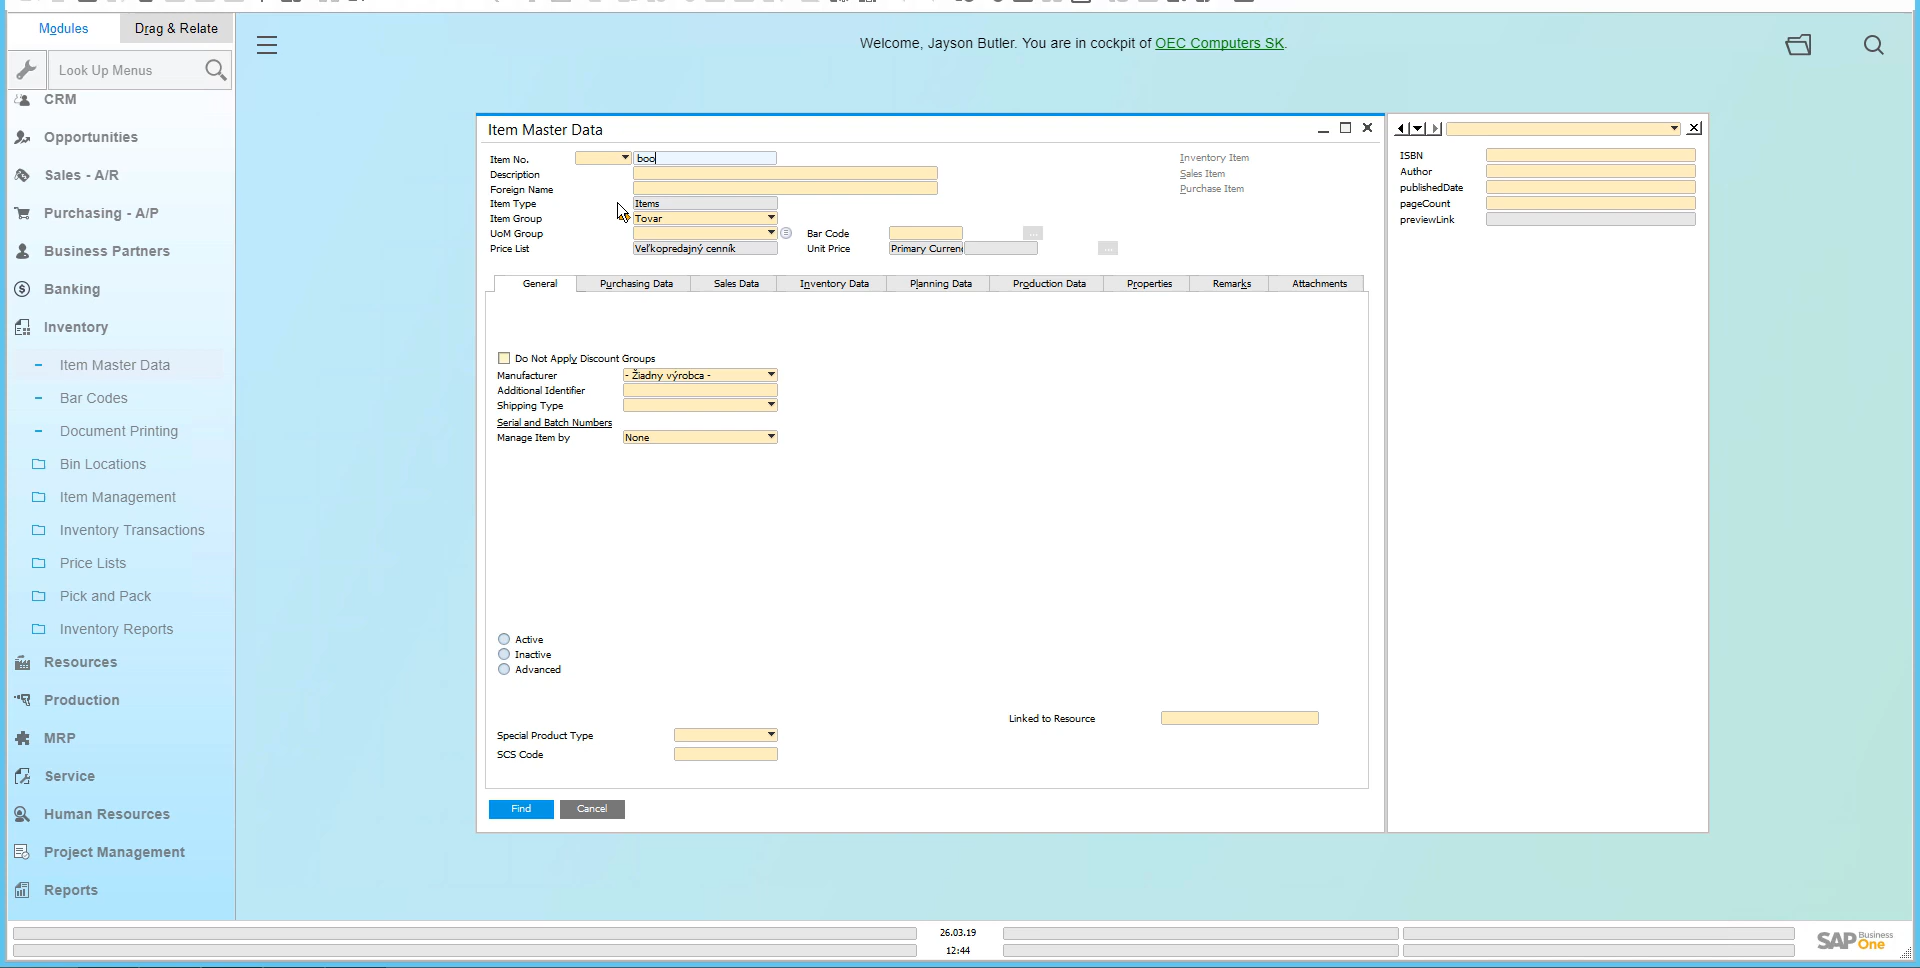 Modules
Drag & Relate
Look Up Menus
CRM
Opportunities
Sales - A/R
Purchasing - A/P
Business Partners
Banking
Inventory
Item Master Data
Bar Codes
Document Printing
Bin Locations
Item Management
Inventory Transactions
Price Lists
Pick and Pack
Inventory Reports
Resources
Production
MRP
Service
Human Resources
Project Management
Reports
Welcome, Jayson Butler. You are in cockpit of OEC Computers SK.
Item Master Data
Item No. boo
Description
Foreign Name
Item Type Items
Item Group Tovar
UoM Group
Bar Code
Price List Veľkopredajný cenník
Unit Price Primary Curren
Inventory Item
Sales Item
Purchase Item
General Purchasing Data Sales Data Inventory Data Planning Data Production Data Properties Remarks Attachments
Do Not Apply Discount Groups
Manufacturer - Žiadny výrobca -
Additional Identifier
Shipping Type
Serial and Batch Numbers
Manage Item by None
Active
Inactive
Advanced
Linked to Resource
Special Product Type
SCS Code
Find Cancel
ISBN
Author
publishedDate
pageCount
previewLink
26.03.19
12:44
SAP Business One